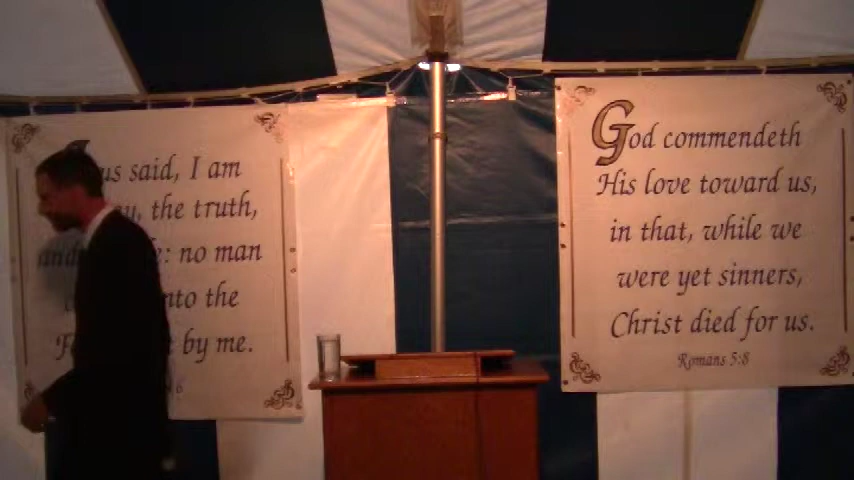 us said, I am
the truth,
no man
the
by me.
6
God commendeth
His love toward us,
in that, while we
were yet sinners,
Christ died for us.
Romans 5:8